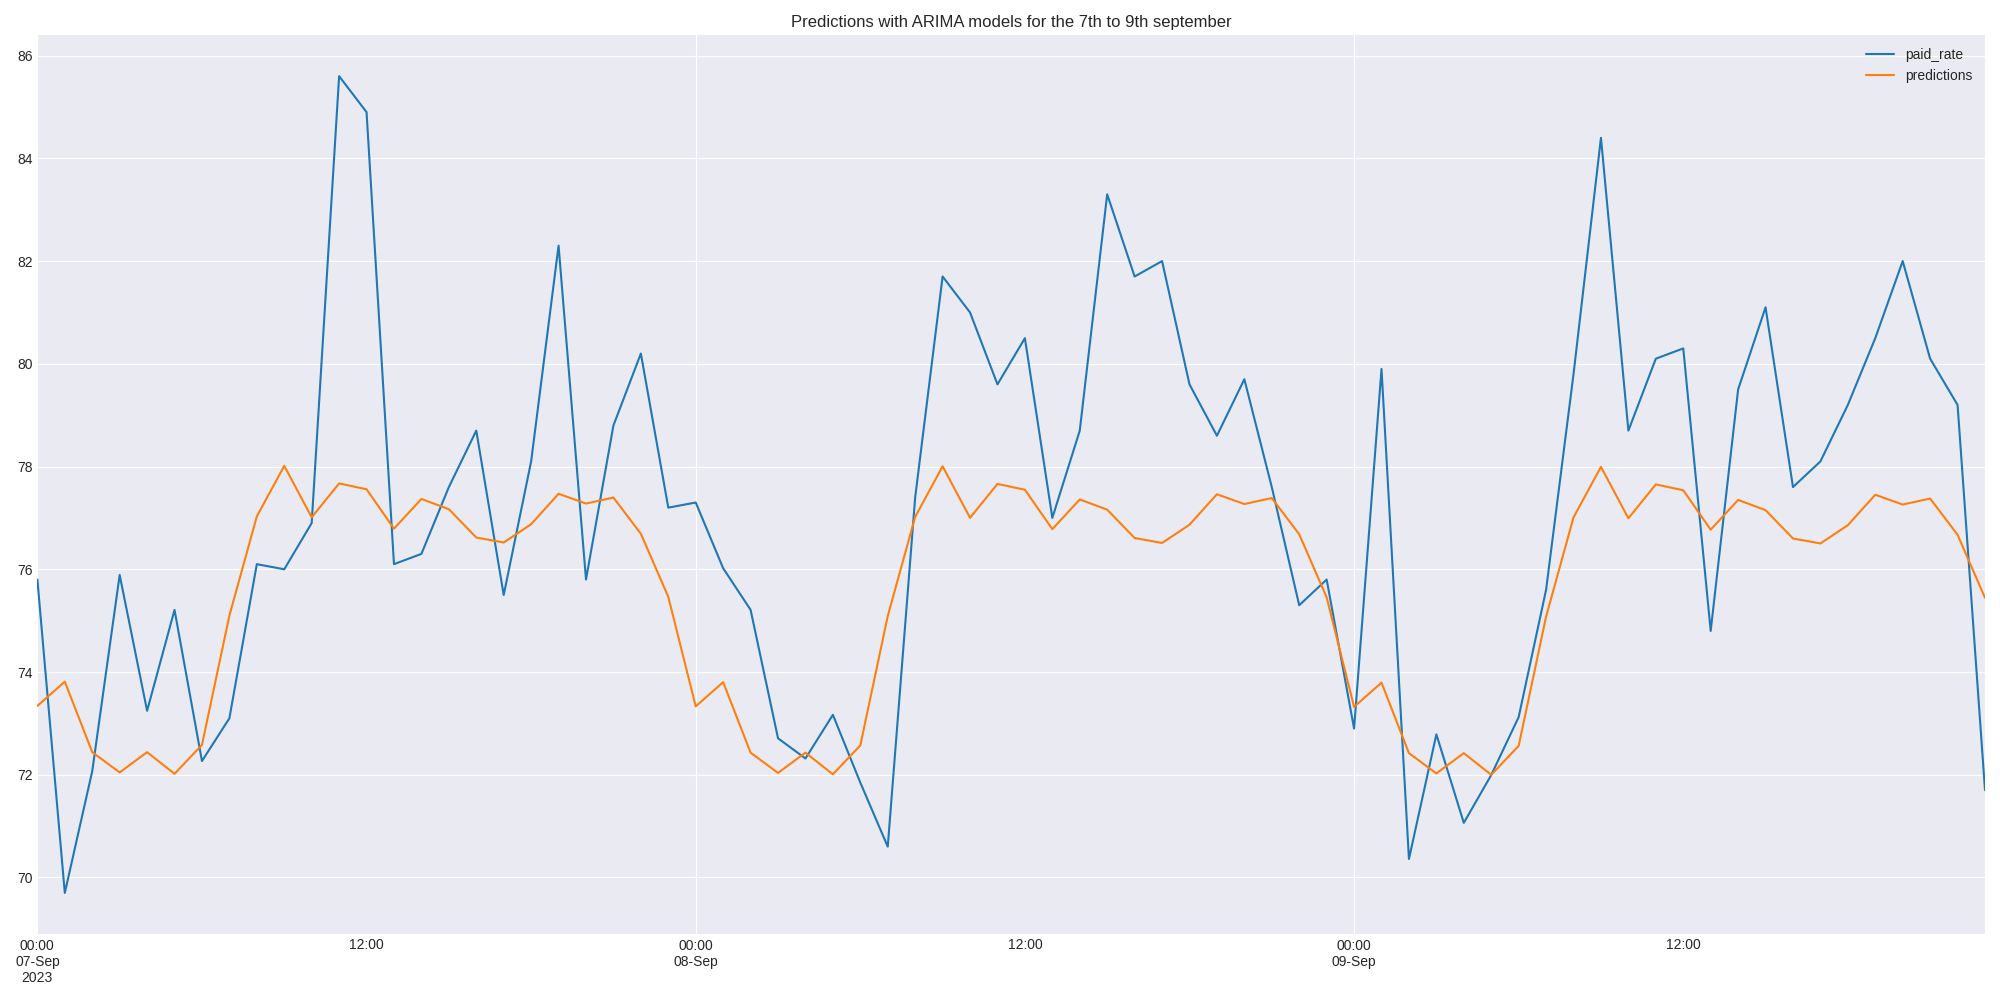 Predictions with ARIMA models for the 7th to 9th september
paid_rate
predictions
86
84
82
80
78
76
74
72
70
00:00 12:00 00:00 12:00 00:00 12:00
07-Sep 08-Sep 09-Sep
2023